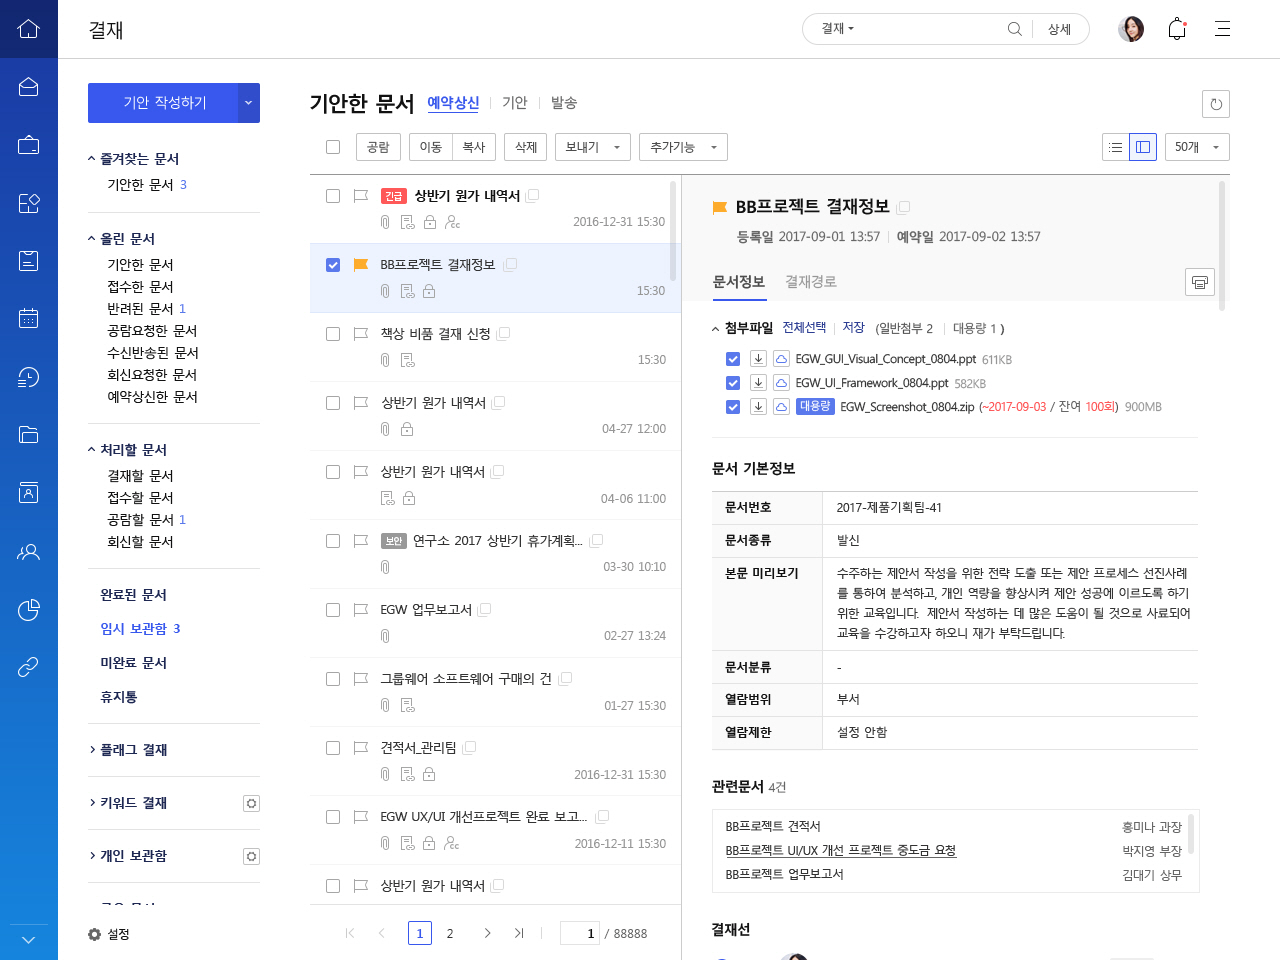 결재
결재
상세
기안 작성하기
즐겨찾는 문서
기안한 문서 3
올린 문서
기안한 문서
접수한 문서
반려된 문서 1
공람요청한 문서
수신반송된 문서
회신요청한 문서
예약상신한 문서
처리할 문서
결재할 문서
접수할 문서
공람할 문서 1
회신할 문서
완료된 문서
임시 보관함 3
미완료 문서
휴지통
플래그 결재
키워드 결재
개인 보관함
설정
기안한 문서 예약상신 기안 발송
공람 이동 복사 삭제 보내기 추가기능 50개
긴급 상반기 원가 내역서
cc 2016-12-31 15:30
BB프로젝트 결재정보
15:30
책상 비품 결재 신청
15:30
상반기 원가 내역서
04-27 12:00
상반기 원가 내역서
04-06 11:00
보안 연구소 2017 상반기 휴가계획...
03-30 10:10
EGW 업무보고서
02-27 13:24
그룹웨어 소프트웨어 구매의 건
01-27 15:30
견적서_관리팀
2016-12-31 15:30
EGW UX/UI 개선프로젝트 완료 보고...
cc 2016-12-11 15:30
상반기 원가 내역서
1 2 1 / 88888
BB프로젝트 결재정보
등록일 2017-09-01 13:57 예약일 2017-09-02 13:57
문서정보 결재경로
첨부파일 전체선택 저장 (일반첨부 2 대용량 1 )
EGW_GUI_Visual_Concept_0804.ppt 611KB
EGW_UI_Framework_0804.ppt 582KB
대용량 EGW_Screenshot_0804.zip (~2017-09-03 / 잔여 100회) 900MB
문서 기본정보
문서번호 2017-제품기획팀-41
문서종류 발신
본문 미리보기 수주하는 제안서 작성을 위한 전략 도출 또는 제안 프로세스 선진사례
를 통하여 분석하고, 개인 역량을 향상시켜 제안 성공에 이르도록 하기
위한 교육입니다. 제안서 작성하는 데 많은 도움이 될 것으로 사료되어
교육을 수강하고자 하오니 재가 부탁드립니다.
문서분류 -
열람범위 부서
열람제한 설정 안함
관련문서 4건
BB프로젝트 견적서 홍미나 과장
BB프로젝트 UI/UX 개선 프로젝트 중도금 요청 박지영 부장
BB프로젝트 업무보고서 김대기 상무
결재선